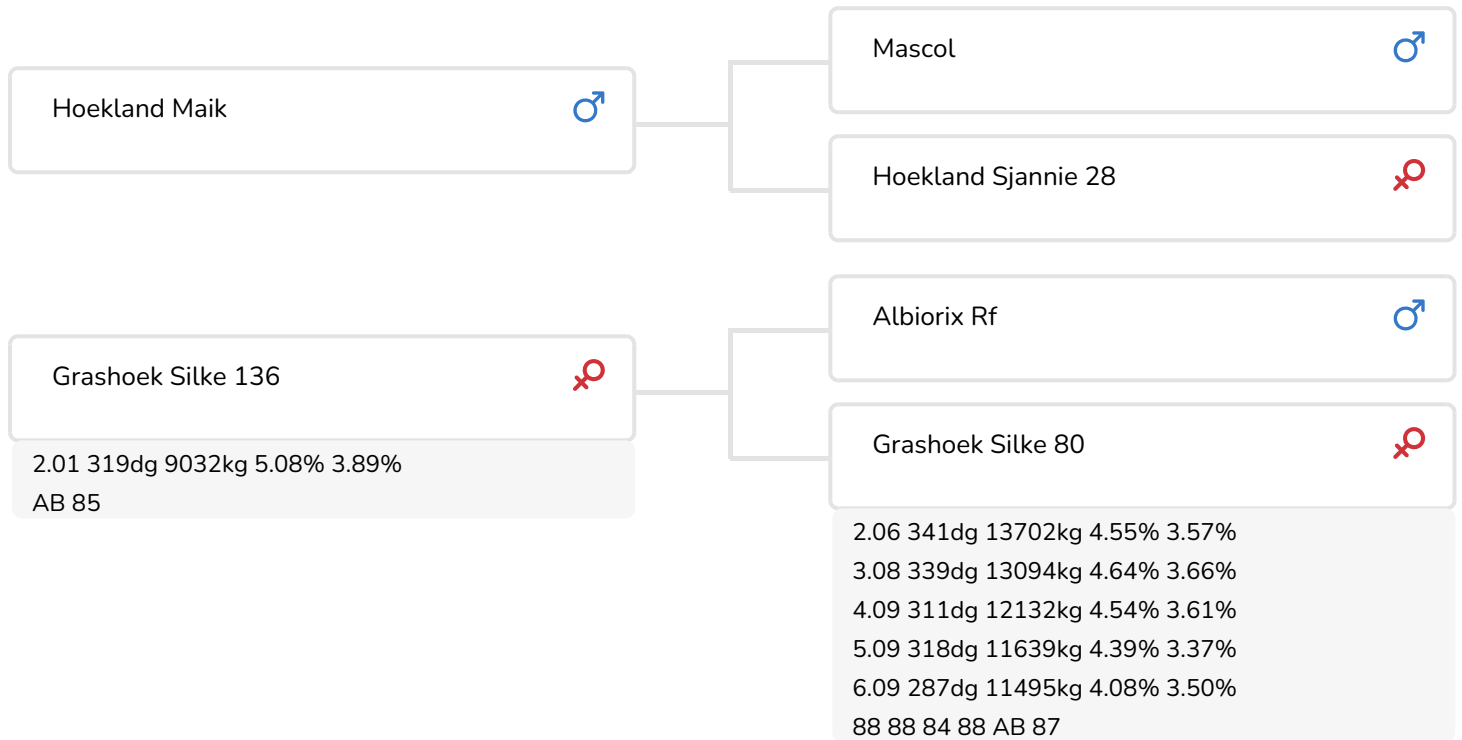 Hoekland Maik
Mascol
Hoekland Sjannie 28
Grashoek Silke 136
2.01 319dg 9032kg 5.08% 3.89%
AB 85
Albiorix Rf
Grashoek Silke 80
2.06 341dg 13702kg 4.55% 3.57%
3.08 339dg 13094kg 4.64% 3.66%
4.09 311dg 12132kg 4.54% 3.61%
5.09 318dg 11639kg 4.39% 3.37%
6.09 287dg 11495kg 4.08% 3.50%
88 88 84 88 AB 87